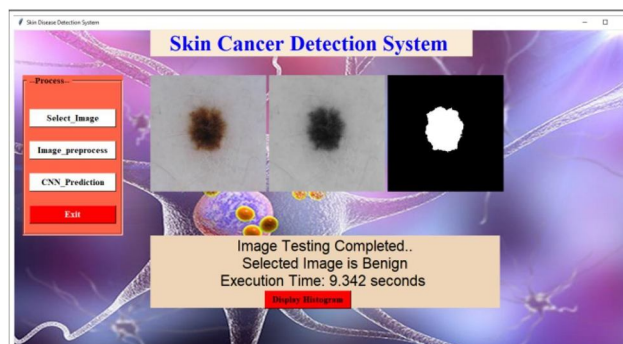 Skin Disease Detection System
Skin Cancer Detection System
Process
Select_Image
Image_preprocess
CNN_Prediction
Exit
Image Testing Completed..
Selected Image is Benign
Execution Time: 9.342 seconds
Display Histogram